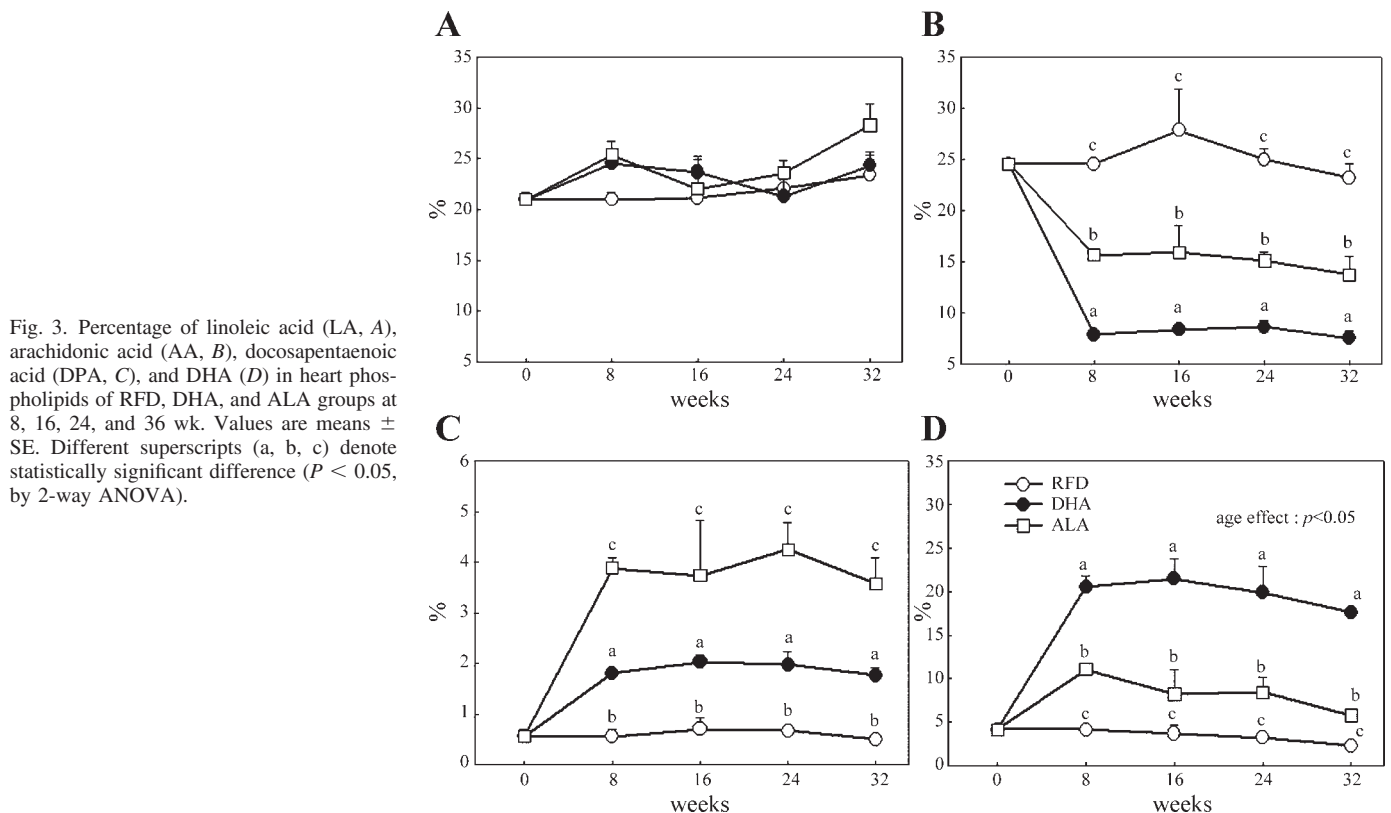 Fig. 3. Percentage of linoleic acid (LA, A),
arachidonic acid (AA, B), docosapentaenoic
acid (DPA, C), and DHA (D) in heart phos-
pholipids of RFD, DHA, and ALA groups at
8, 16, 24, and 36 wk. Values are means ±
SE. Different superscripts (a, b, c) denote
statistically significant difference (P < 0.05,
by 2-way ANOVA).
A
35
30
25
20
15
10
5
%
0 8 16 24 32
weeks
B
35
30
25
20
15
10
5
%
c c c c
b b b b
a a a a
0 8 16 24 32
weeks
C
6
5
4
3
2
1
0
%
c c c c
a a a a
b b b b
0 8 16 24 32
weeks
D
35
30
25
20
15
10
5
0
%
RFD
DHA
ALA
age effect : p<0.05
a a a a
b b b b
c c c c
0 8 16 24 32
weeks